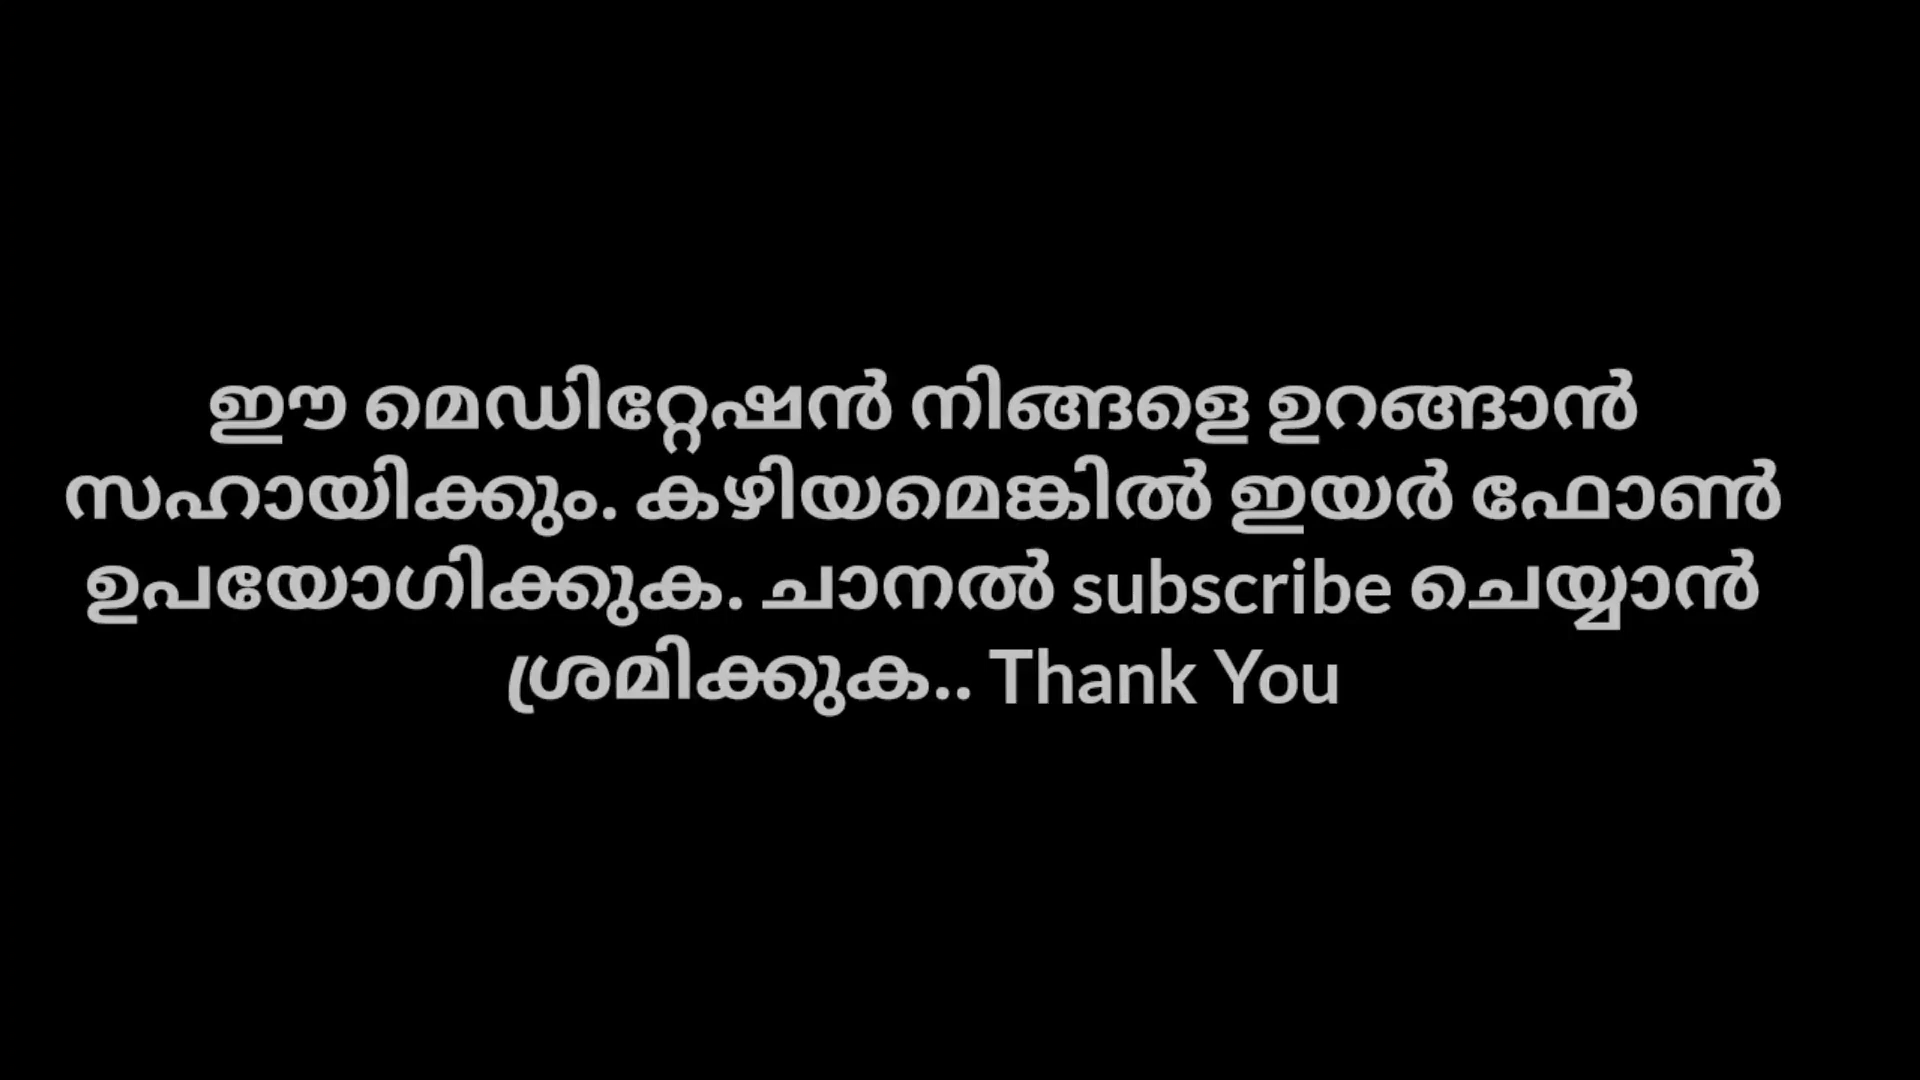 ഈ മെഡിറ്റേഷൻ നിങ്ങളെ ഉറങ്ങാൻ
സഹായിക്കും. കഴിയമെങ്കിൽ ഇയർ ഫോൺ
ഉപയോഗിക്കുക. ചാനൽ subscribe ചെയ്യാൻ
ശ്രമിക്കുക.. Thank You